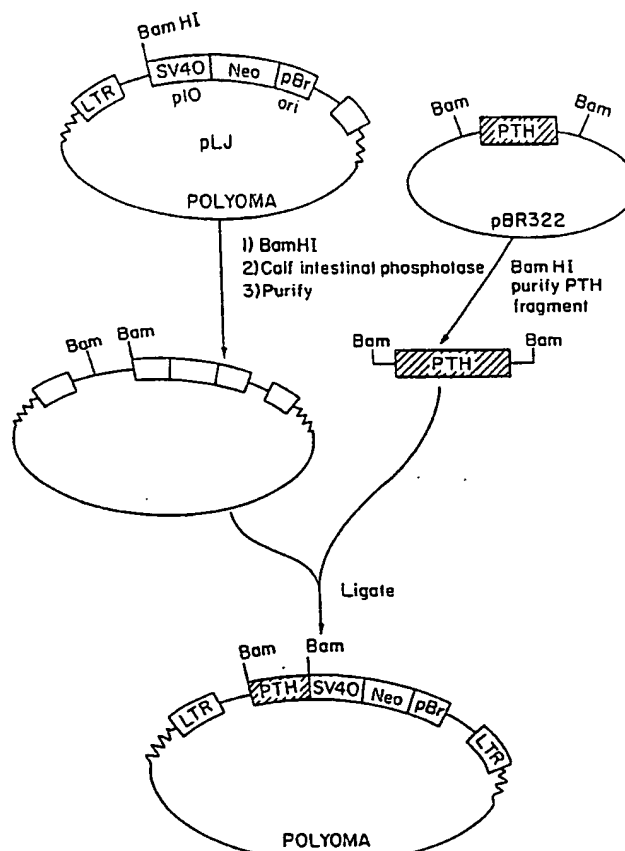 Bam HI
SV40 Neo pBr
LTR
pIO ori
pLJ
POLYOMA
Bam Bam
PTH
pBR322
1) BamHI
2)Calf intestinal phosphotase
3)Purify
Bam HI
purify PTH
fragment
Bam Bam
Bam Bam
PTH
Ligate
Bam Bam
PTH SV40 Neo pBr
LTR LTR
POLYOMA